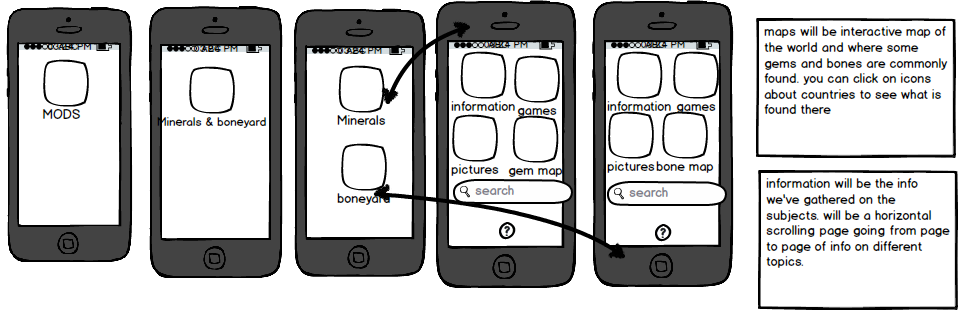 MODS
Minerals & boneyard
Minerals
boneyard
information
games
pictures
gem map
search
?
information games
pictures bone map
search
?
maps will be interactive map of
the world and where some
gems and bones are commonly
found. you can click on icons
about countries to see what is
found there
information will be the info
we've gathered on the
subjects. will be a horizontal
scrolling page going from page
to page of info on different
topics.